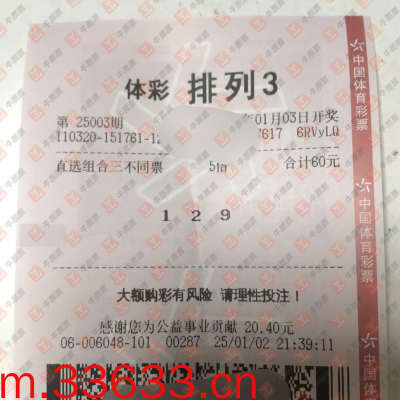 体彩 排列3
第 25003期 年01月03日开奖
110320-151761-12 7617 6RVyLQ
直选组合三不同票 5倍 合计60元
1 2 9
大额购彩有风险 请理性投注！
感谢您为公益事业贡献 20.40元
06-006048-101 00287 25/01/02 21:39:11
m.33633.cn
中国体育彩票
中国体育彩票
中国体育彩票